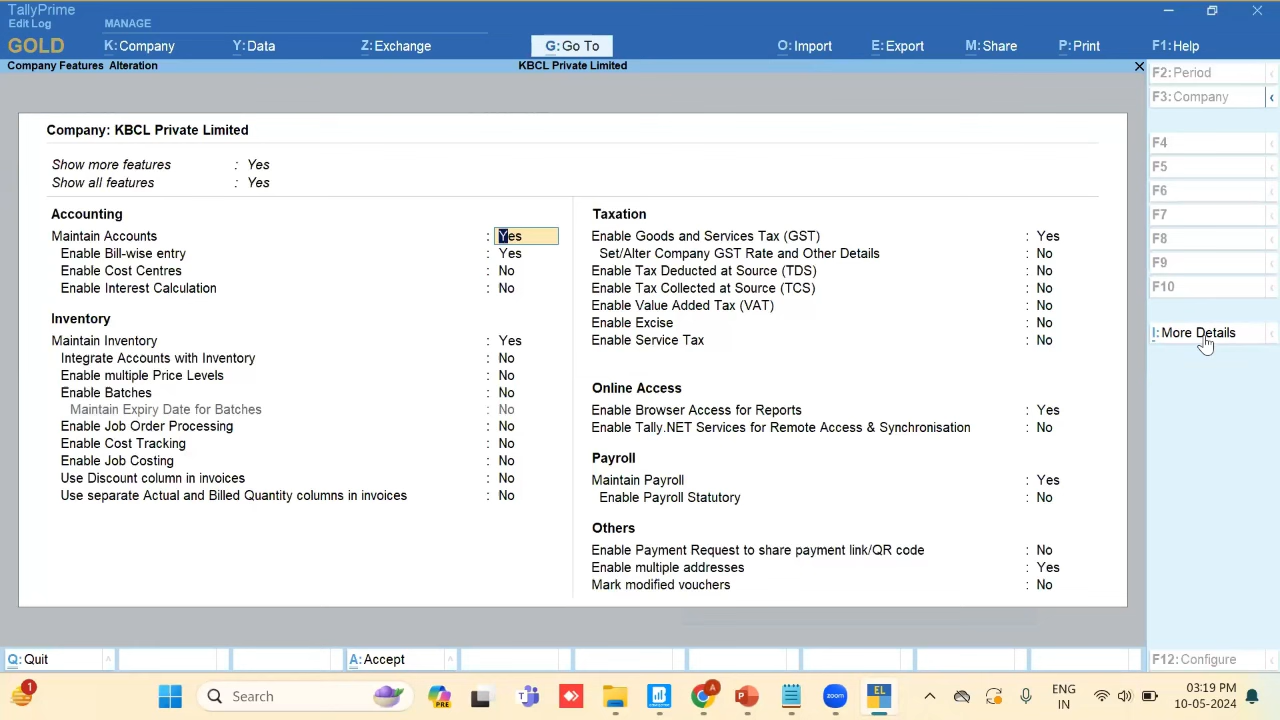 TallyPrime
Edit Log
GOLD
MANAGE
K:Company
Y:Data
Z:Exchange
G:Go To
O:Import
E:Export
M:Share
P:Print
F1:Help
Company Features Alteration
KBCL Private Limited
Company: KBCL Private Limited
Show more features : Yes
Show all features : Yes
Accounting
Maintain Accounts : Yes
Enable Bill-wise entry : Yes
Enable Cost Centres : No
Enable Interest Calculation : No
Inventory
Maintain Inventory : Yes
Integrate Accounts with Inventory : No
Enable multiple Price Levels : No
Enable Batches : No
Maintain Expiry Date for Batches : No
Enable Job Order Processing : No
Enable Cost Tracking : No
Enable Job Costing : No
Use Discount column in invoices : No
Use separate Actual and Billed Quantity columns in invoices : No
Taxation
Enable Goods and Services Tax (GST) : Yes
Set/Alter Company GST Rate and Other Details : No
Enable Tax Deducted at Source (TDS) : No
Enable Tax Collected at Source (TCS) : No
Enable Value Added Tax (VAT) : No
Enable Excise : No
Enable Service Tax : No
Online Access
Enable Browser Access for Reports : Yes
Enable Tally.NET Services for Remote Access & Synchronisation : No
Payroll
Maintain Payroll : Yes
Enable Payroll Statutory : No
Others
Enable Payment Request to share payment link/QR code : No
Enable multiple addresses : Yes
Mark modified vouchers : No
F2:Period
F3:Company
F4
F5
F6
F7
F8
F9
F10
I:More Details
F12:Configure
Q:Quit
A:Accept
1
Search
PRE
A
zoom
EL
ENG
IN
03:19 PM
10-05-2024